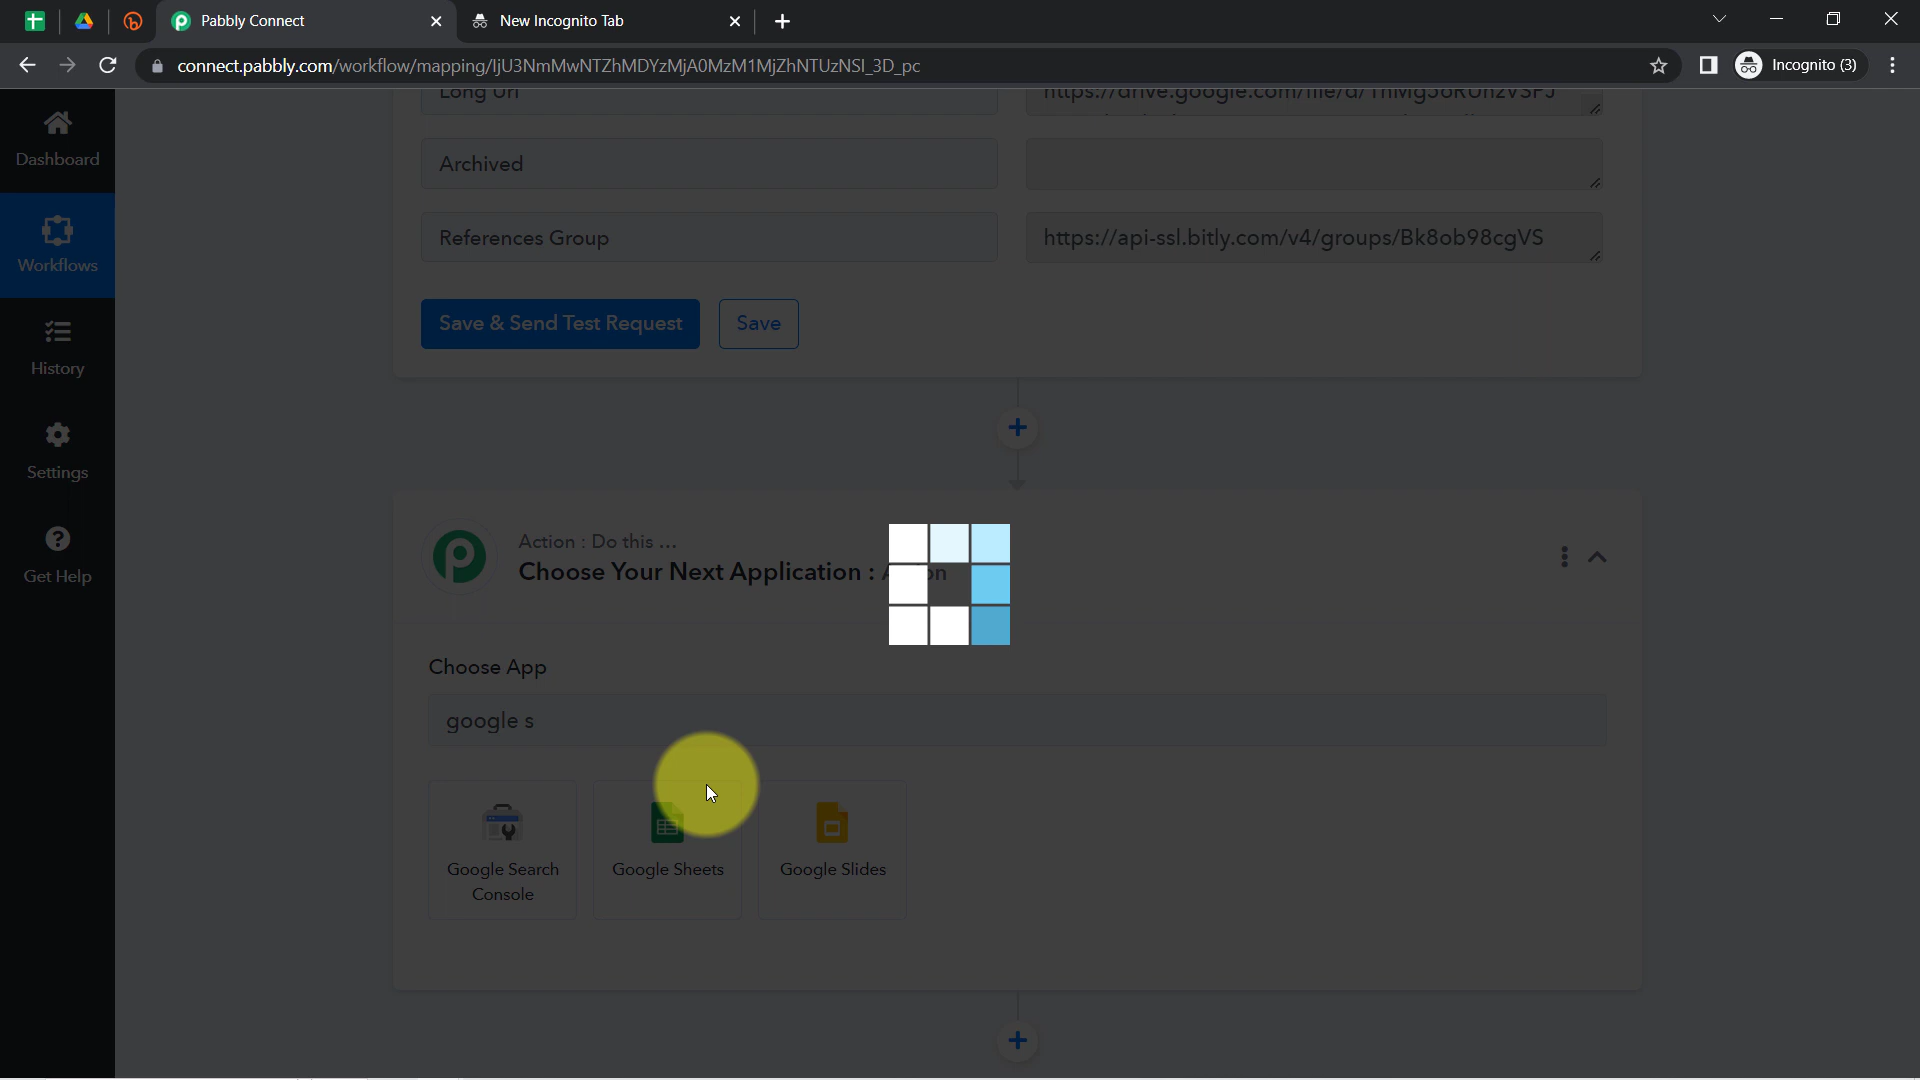 Pabbly Connect
New Incognito Tab
connect.pabbly.com/workflow/mapping/IjU3NmMwNTZhMDYzMjA0MzM1MjZhNTUzNSI_3D_pc
Incognito (3)
Dashboard
Workflows
History
Settings
Get Help
Long Url
Archived
References Group
https://api-ssl.bitly.com/v4/groups/Bk8ob98cgVS
Save & Send Test Request
Save
Action : Do this ...
Choose Your Next Application :
Choose App
google s
Google Search
Console
Google Sheets
Google Slides